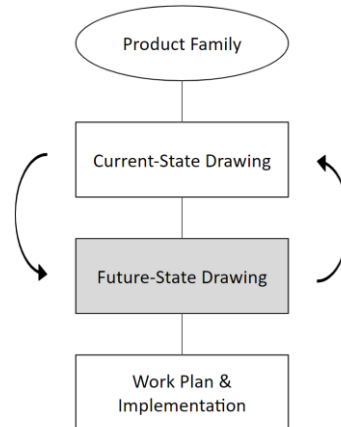 Product Family
Current-State Drawing
Future-State Drawing
Work Plan &
Implementation